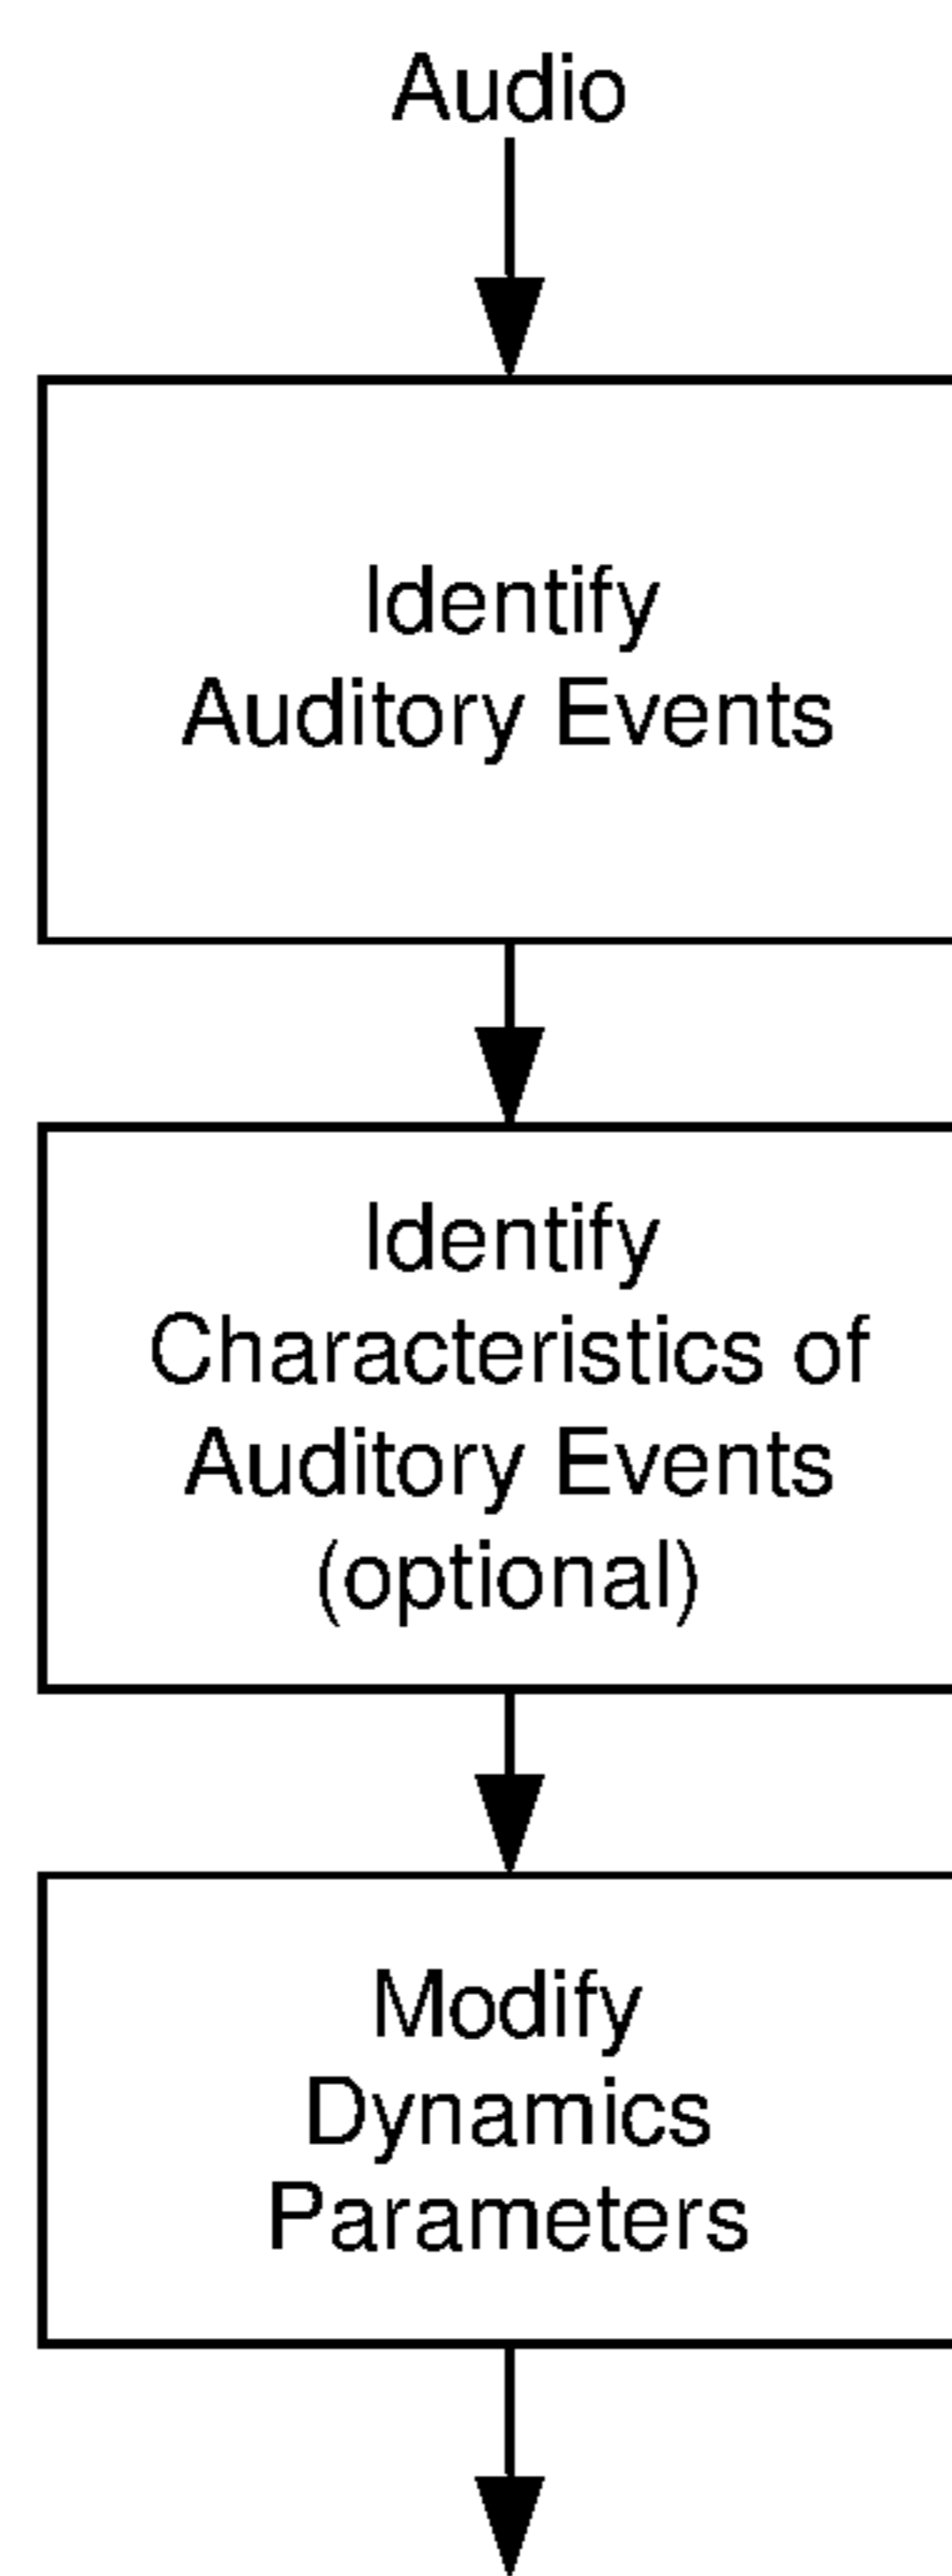 Audio
Identify
Auditory Events
Identify
Characteristics of
Auditory Events
(optional)
Modify
Dynamics
Parameters